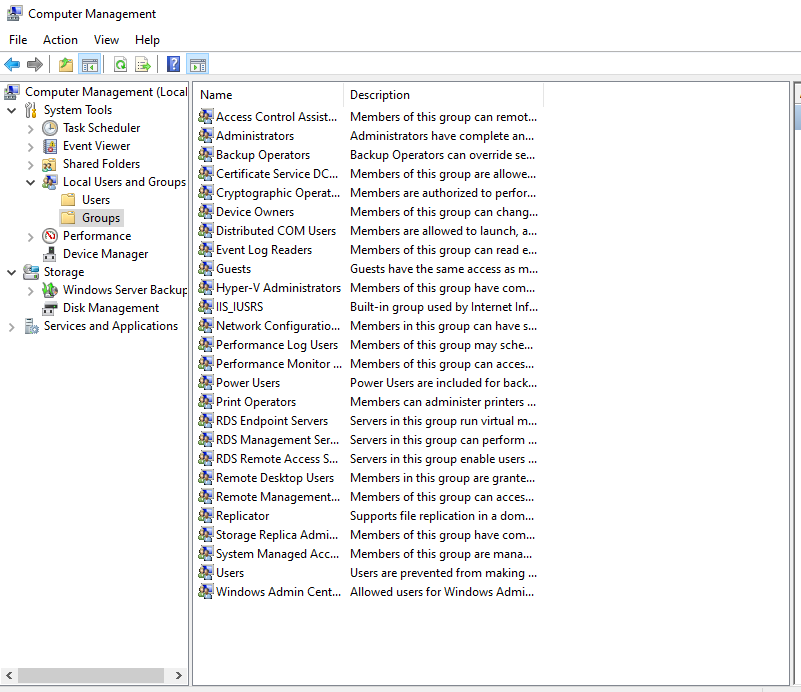 Computer Management
File Action View Help
Computer Management (Local
System Tools
Task Scheduler
Event Viewer
Shared Folders
Local Users and Groups
Users
Groups
Performance
Device Manager
Storage
Windows Server Backup
Disk Management
Services and Applications
Name Description
Access Control Assist... Members of this group can remot...
Administrators Administrators have complete an...
Backup Operators Backup Operators can override se...
Certificate Service DC... Members of this group are allowe...
Cryptographic Operat... Members are authorized to perfor...
Device Owners Members of this group can chang...
Distributed COM Users Members are allowed to launch, a...
Event Log Readers Members of this group can read e...
Guests Guests have the same access as m...
Hyper-V Administrators Members of this group have com...
IIS_IUSRS Built-in group used by Internet Inf...
Network Configuratio... Members in this group can have s...
Performance Log Users Members of this group may sche...
Performance Monitor ... Members of this group can acces...
Power Users Power Users are included for back...
Print Operators Members can administer printers ...
RDS Endpoint Servers Servers in this group run virtual m...
RDS Management Ser... Servers in this group can perform ...
RDS Remote Access S... Servers in this group enable users ...
Remote Desktop Users Members in this group are grante...
Remote Management... Members of this group can acces...
Replicator Supports file replication in a dom...
Storage Replica Admi... Members of this group have com...
System Managed Acc... Members of this group are mana...
Users Users are prevented from making ...
Windows Admin Cent... Allowed users for Windows Admi...